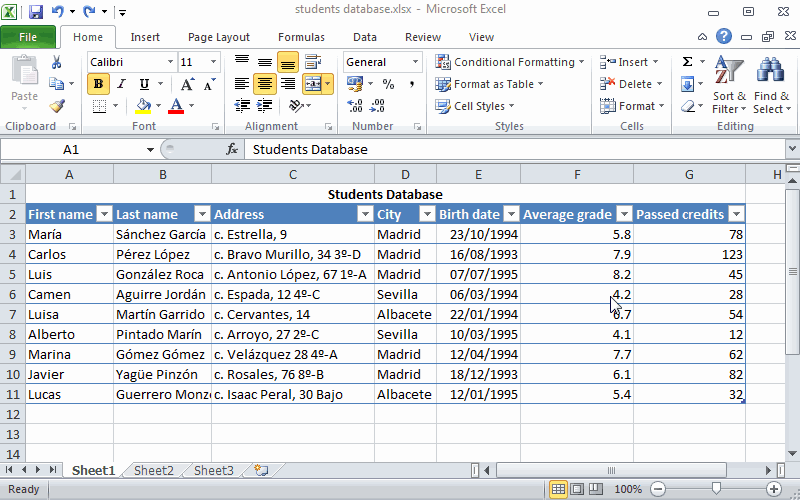 students database.xlsx - Microsoft Excel
File Home Insert Page Layout Formulas Data Review View
Calibri 11 General Conditional Formatting Insert Σ
Paste B I U A A Format as Table Delete Sort & Filter Find & Select
A % , Cell Styles Format
Clipboard Font Alignment Number Styles Cells Editing
A1 fx Students Database
A B C D E F G H
1 Students Database
2 First name Last name Address City Birth date Average grade Passed credits
3 María Sánchez García c. Estrella, 9 Madrid 23/10/1994 5.8 78
4 Carlos Pérez López c. Bravo Murillo, 34 3º-D Madrid 16/08/1993 7.9 123
5 Luis González Roca c. Antonio López, 67 1º-A Madrid 07/07/1995 8.2 45
6 Camen Aguirre Jordán c. Espada, 12 4º-C Sevilla 06/03/1994 4.2 28
7 Luisa Martín Garrido c. Cervantes, 14 Albacete 22/01/1994 .7 54
8 Alberto Pintado Marín c. Arroyo, 27 2º-C Sevilla 10/03/1995 4.1 12
9 Marina Gómez Gómez c. Velázquez 28 4º-A Madrid 12/04/1994 7.7 62
10 Javier Yagüe Pinzón c. Rosales, 76 8º-B Madrid 18/12/1993 6.1 82
11 Lucas Guerrero Monz c. Isaac Peral, 30 Bajo Albacete 12/01/1995 5.4 32
12
13
14
Sheet1 Sheet2 Sheet3
Ready 100%